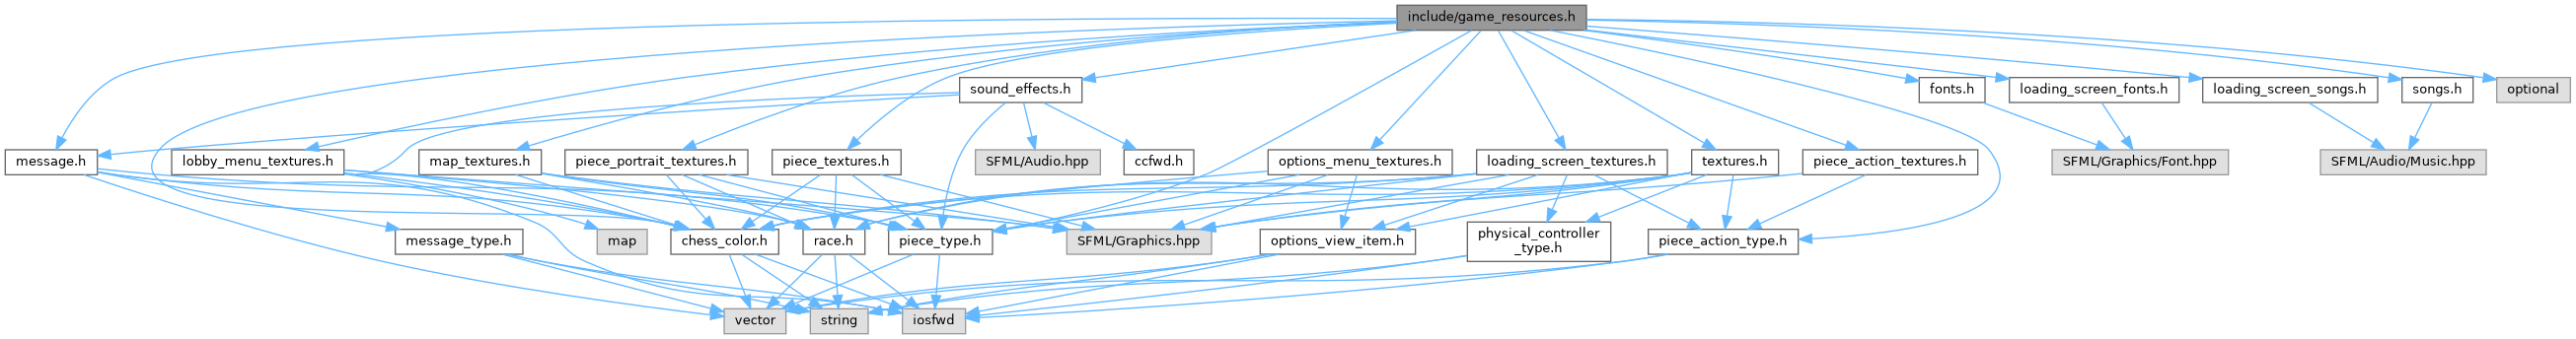 include/game_resources.h
sound_effects.h
fonts.h
loading_screen_fonts.h
loading_screen_songs.h
songs.h
optional
message.h
lobby_menu_textures.h
map_textures.h
piece_portrait_textures.h
piece_textures.h
SFML/Audio.hpp
ccfwd.h
options_menu_textures.h
loading_screen_textures.h
textures.h
piece_action_textures.h
SFML/Graphics/Font.hpp
SFML/Audio/Music.hpp
message_type.h
map
chess_color.h
race.h
piece_type.h
SFML/Graphics.hpp
options_view_item.h
physical_controller
_type.h
piece_action_type.h
vector
string
iosfwd